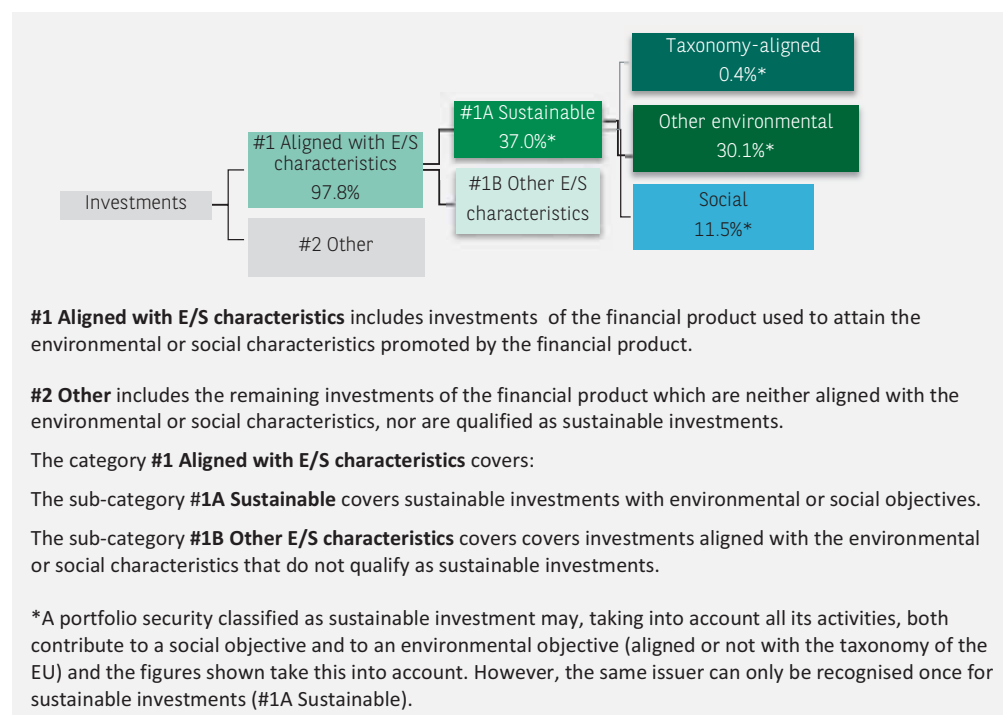 Taxonomy-aligned
0.4%*
#1A Sustainable
37.0%*
Other environmental
30.1%*
#1 Aligned with E/S
characteristics
97.8%
#1B Other E/S
characteristics
Investments
Social
11.5%*
#2 Other
#1 Aligned with E/S characteristics includes investments of the financial product used to attain the
environmental or social characteristics promoted by the financial product.
#2 Other includes the remaining investments of the financial product which are neither aligned with the
environmental or social characteristics, nor are qualified as sustainable investments.
The category #1 Aligned with E/S characteristics covers:
The sub-category #1A Sustainable covers sustainable investments with environmental or social objectives.
The sub-category #1B Other E/S characteristics covers covers investments aligned with the environmental
or social characteristics that do not qualify as sustainable investments.
*A portfolio security classified as sustainable investment may, taking into account all its activities, both
contribute to a social objective and to an environmental objective (aligned or not with the taxonomy of the
EU) and the figures shown take this into account. However, the same issuer can only be recognised once for
sustainable investments (#1A Sustainable).